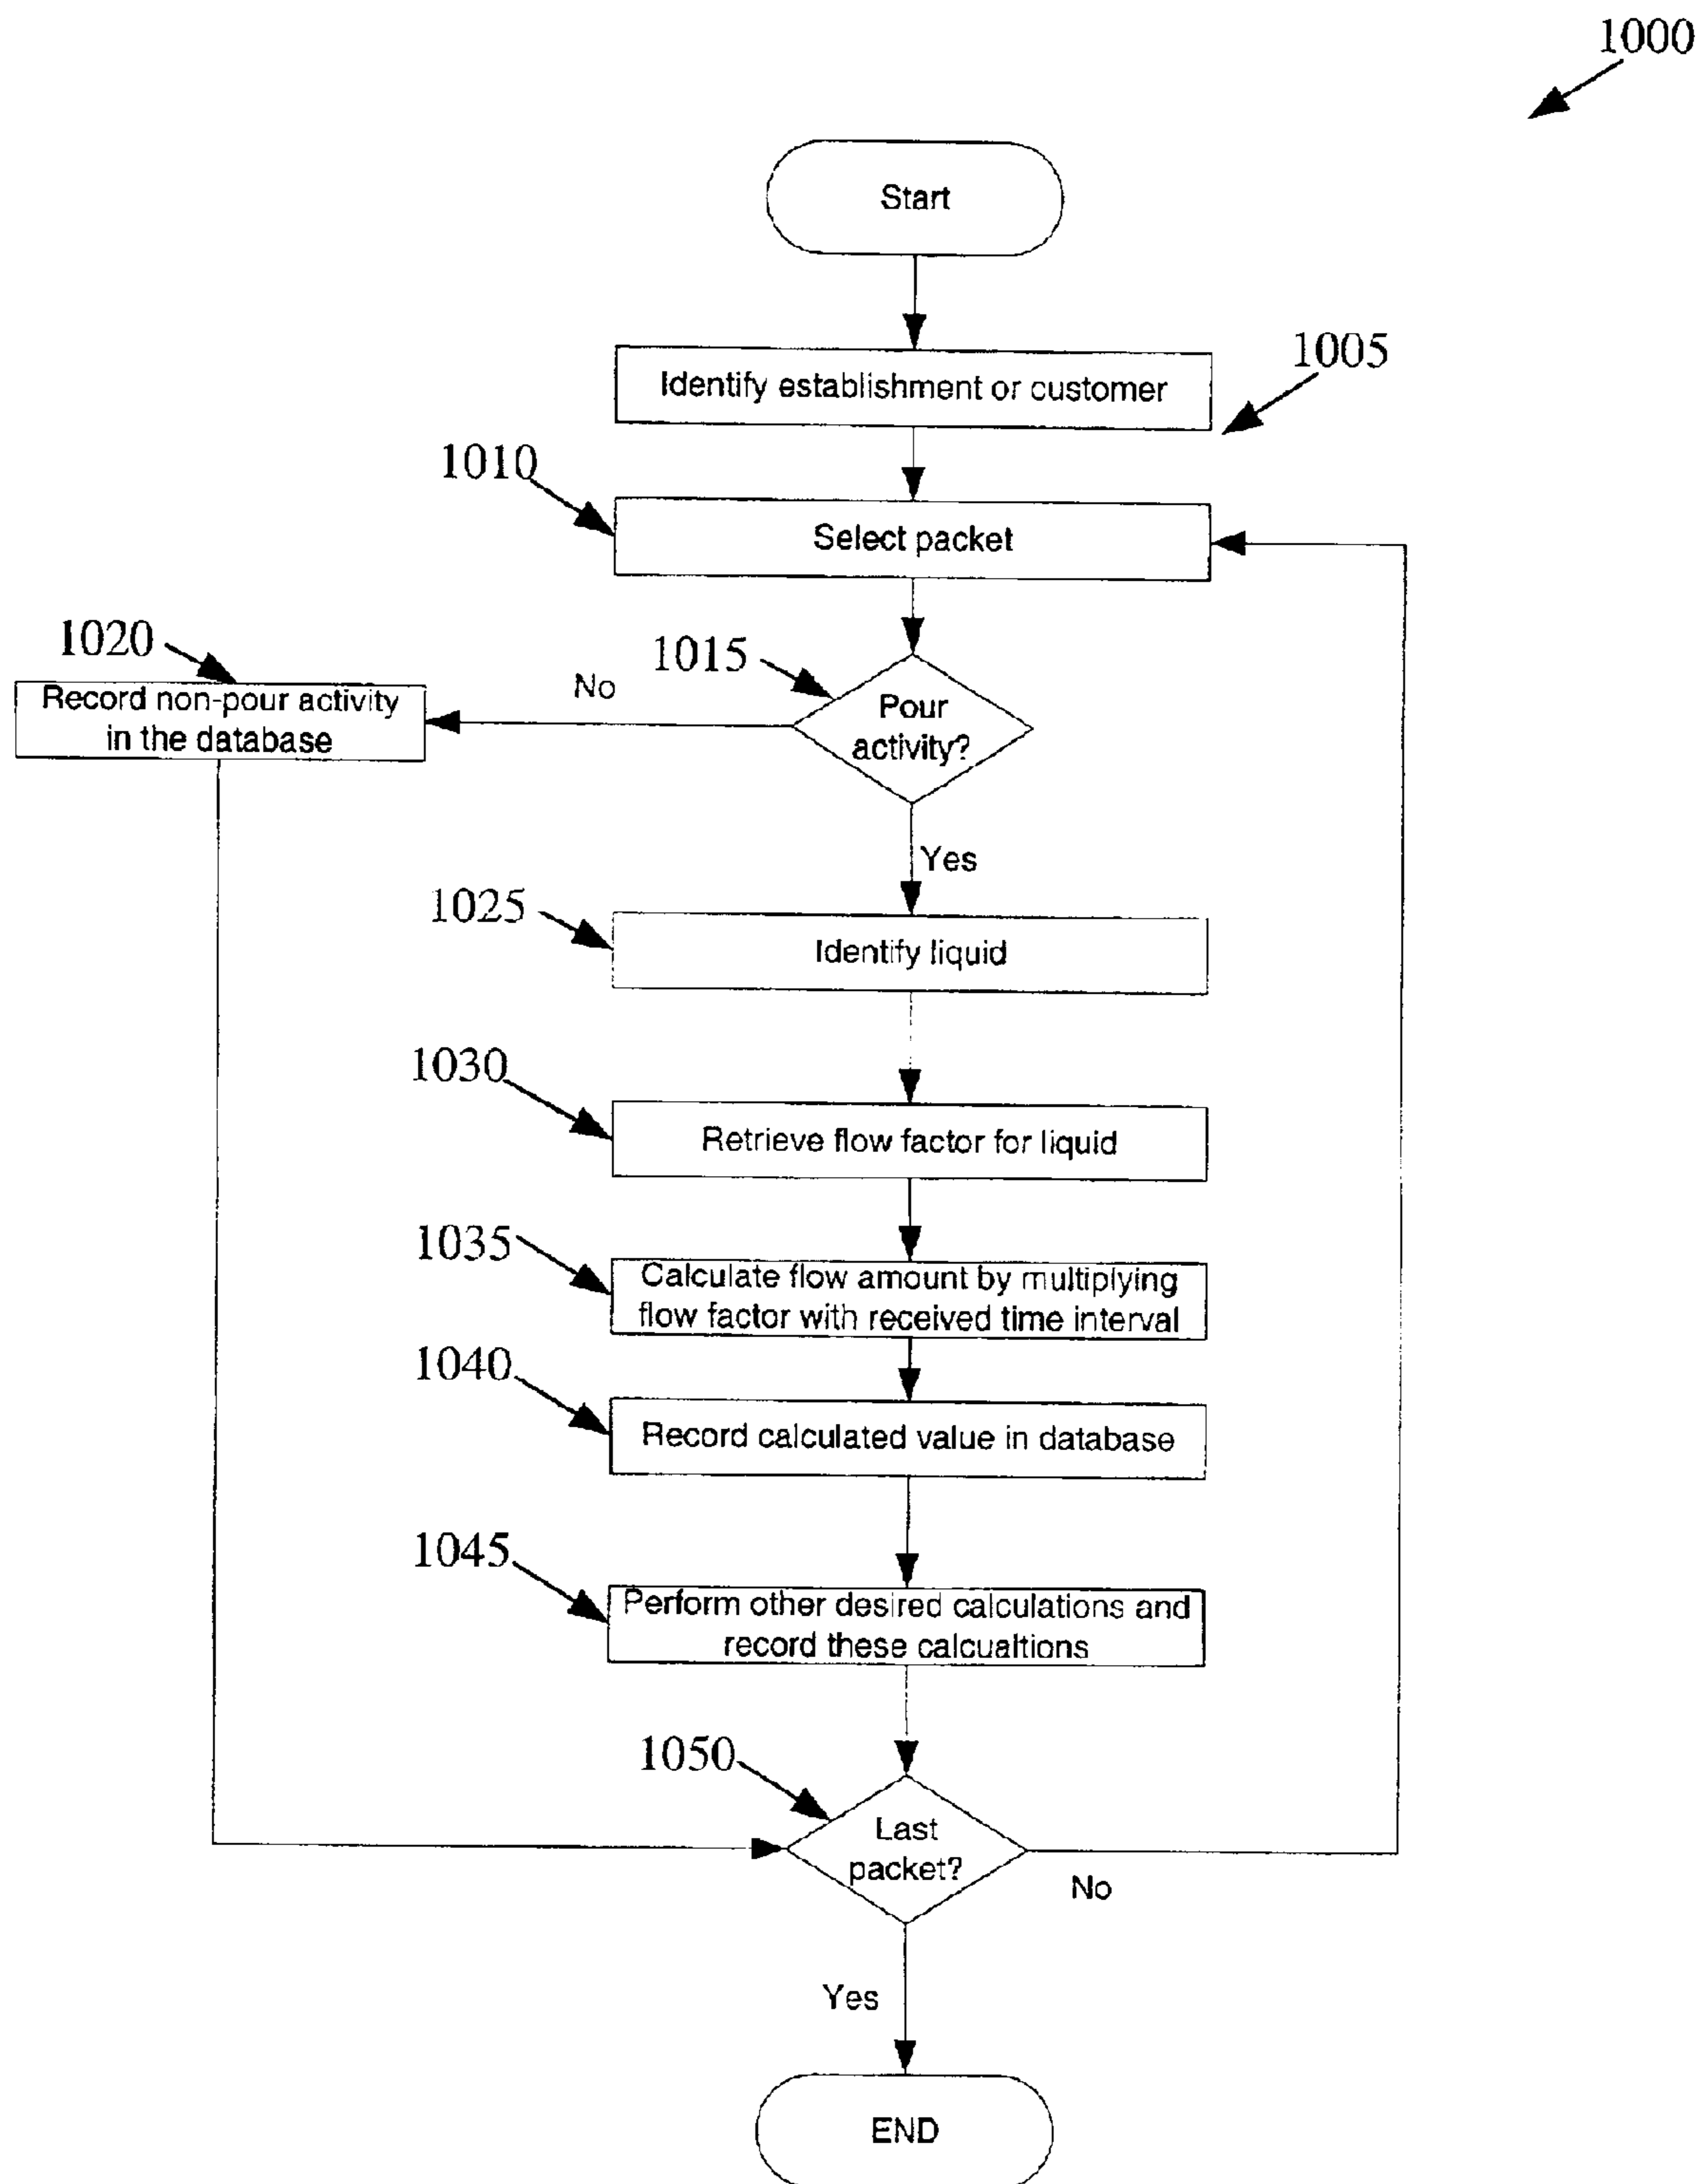 1000
Start
1005
Identify establishment or customer
1010
Select packet
1020
1015
Record non-pour activity
in the database
No
Pour
activity?
Yes
1025
Identify liquid
1030
Retrieve flow factor for liquid
1035
Calculate flow amount by multiplying
flow factor with received time interval
1040
Record calculated value in database
1045
Perform other desired calculations and
record these calcualtions
1050
Last
packet?
No
Yes
END